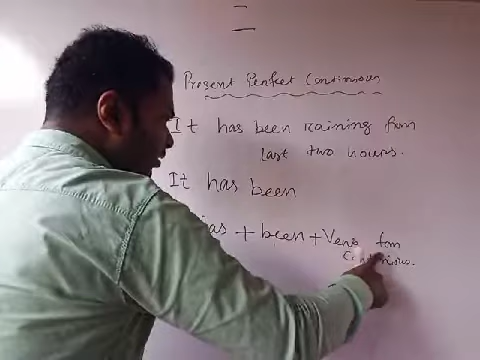 Present Perfect Continuous
It has been raining from
last two hours.
It has been
has + been + Verb form